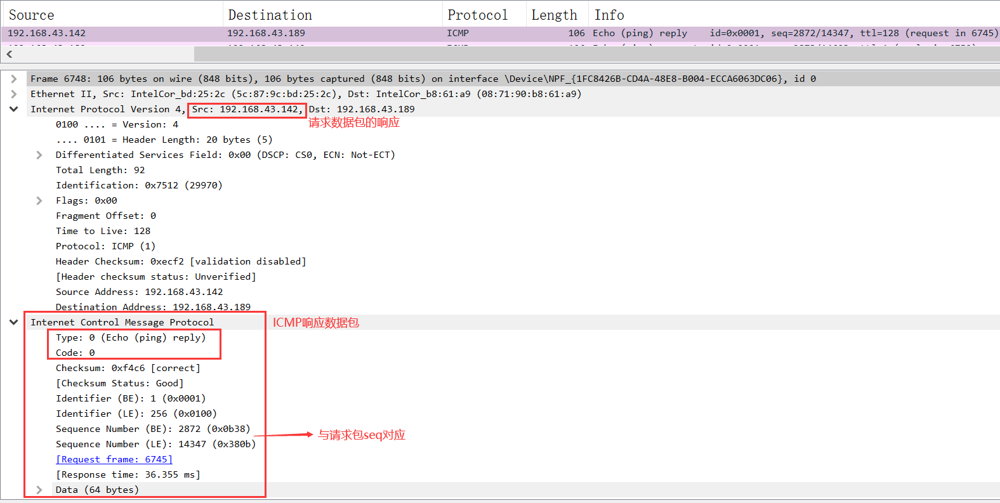 Source Destination Protocol Length Info
192.168.43.142 192.168.43.189 ICMP 106 Echo (ping) reply id=0x0001, seq=2872/14347, ttl=128 (request in 6745)
Frame 6748: 106 bytes on wire (848 bits), 106 bytes captured (848 bits) on interface \Device\NPF_{1FC8426B-CD4A-48E8-B004-ECCA6063DC06}, id 0
Ethernet II, Src: IntelCor_bd:25:2c (5c:87:9c:bd:25:2c), Dst: IntelCor_b8:61:a9 (08:71:90:b8:61:a9)
Internet Protocol Version 4, Src: 192.168.43.142, Dst: 192.168.43.189
请求数据包的响应
0100 .... = Version: 4
.... 0101 = Header Length: 20 bytes (5)
Differentiated Services Field: 0x00 (DSCP: CS0, ECN: Not-ECT)
Total Length: 92
Identification: 0x7512 (29970)
Flags: 0x00
Fragment Offset: 0
Time to Live: 128
Protocol: ICMP (1)
Header Checksum: 0xecf2 [validation disabled]
[Header checksum status: Unverified]
Source Address: 192.168.43.142
Destination Address: 192.168.43.189
Internet Control Message Protocol ICMP响应数据包
Type: 0 (Echo (ping) reply)
Code: 0
Checksum: 0xf4c6 [correct]
[Checksum Status: Good]
Identifier (BE): 1 (0x0001)
Identifier (LE): 256 (0x0100)
Sequence Number (BE): 2872 (0x0b38)
与请求包seq对应
Sequence Number (LE): 14347 (0x380b)
[Request frame: 6745]
[Response time: 36.355 ms]
Data (64 bytes)